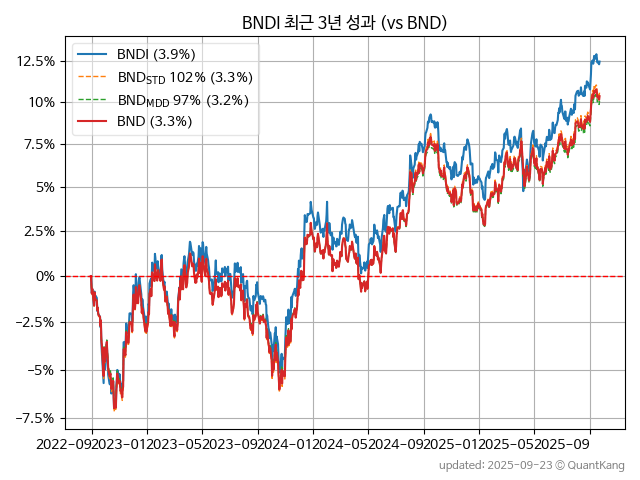 BNDI 최근 3년 성과 (vs BND)
BNDI (3.9%)
BND_STD 102% (3.3%)
BND_MDD 97% (3.2%)
BND (3.3%)
12.5%
10%
7.5%
5%
2.5%
0%
−2.5%
−5%
−7.5%
2022-09 2023-01 2023-05 2023-09 2024-01 2024-05 2024-09 2025-01 2025-05 2025-09
updated: 2025-09-23 © QuantKang